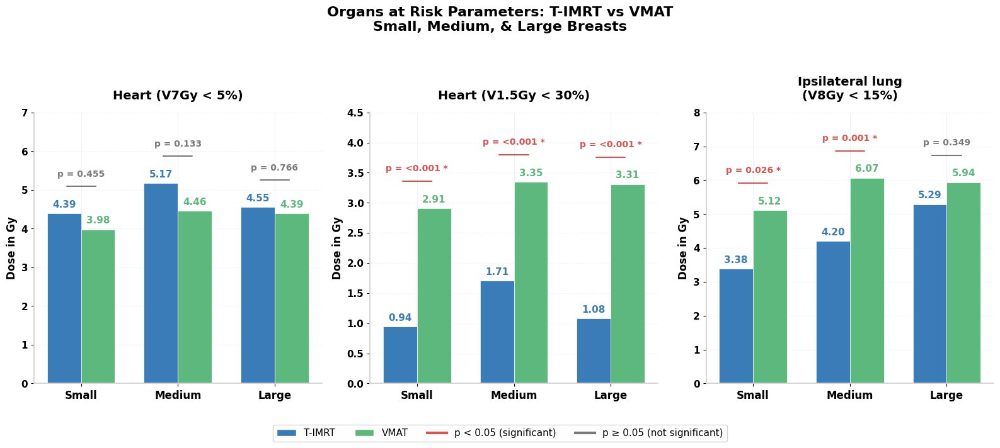 Organs at Risk Parameters: T-IMRT vs VMAT
Small, Medium, & Large Breasts
Heart (V7Gy < 5%)
Dose in Gy
7
6
5
4
3
2
1
0
p = 0.455
4.39
3.98
p = 0.133
5.17
4.46
p = 0.766
4.55
4.39
Small
Medium
Large
Heart (V1.5Gy < 30%)
Dose in Gy
4.5
4.0
3.5
3.0
2.5
2.0
1.5
1.0
0.5
0.0
p = <0.001 *
0.94
2.91
p = <0.001 *
1.71
3.35
p = <0.001 *
1.08
3.31
Small
Medium
Large
Ipsilateral lung
(V8Gy < 15%)
Dose in Gy
8
7
6
5
4
3
2
1
0
p = 0.026 *
3.38
5.12
p = 0.001 *
4.20
6.07
p = 0.349
5.29
5.94
Small
Medium
Large
T-IMRT
VMAT
p < 0.05 (significant)
p ≥ 0.05 (not significant)